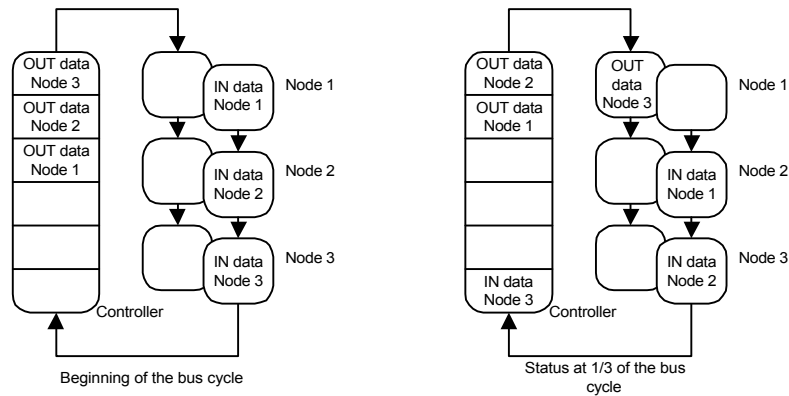 OUT data
Node 3
OUT data
Node 2
OUT data
Node 1
IN data
Node 1
Node 1
IN data
Node 2
Node 2
IN data
Node 3
Node 3
Controller
Beginning of the bus cycle
OUT data
Node 2
OUT data
Node 1
IN data
Node 3
OUT
data
Node 3
Node 1
IN data
Node 1
Node 2
IN data
Node 2
Node 3
Controller
Status at 1/3 of the bus
cycle